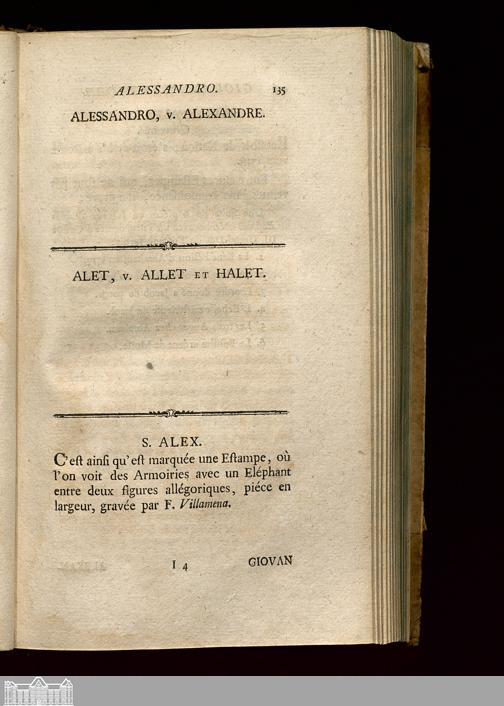 ALESSANDRO. 135
ALESSANDRO, v. ALEXANDRE.
ALET, v. ALLET ET HALET.
S. ALEX.
C'eſt ainſi qu'eſt marquée une Eſtampe, où
l'on voit des Armoiries avec un Eléphant
entre deux figures allégoriques, piéce en
largeur, gravée par F. Villamena.
I 4 GIOVAN